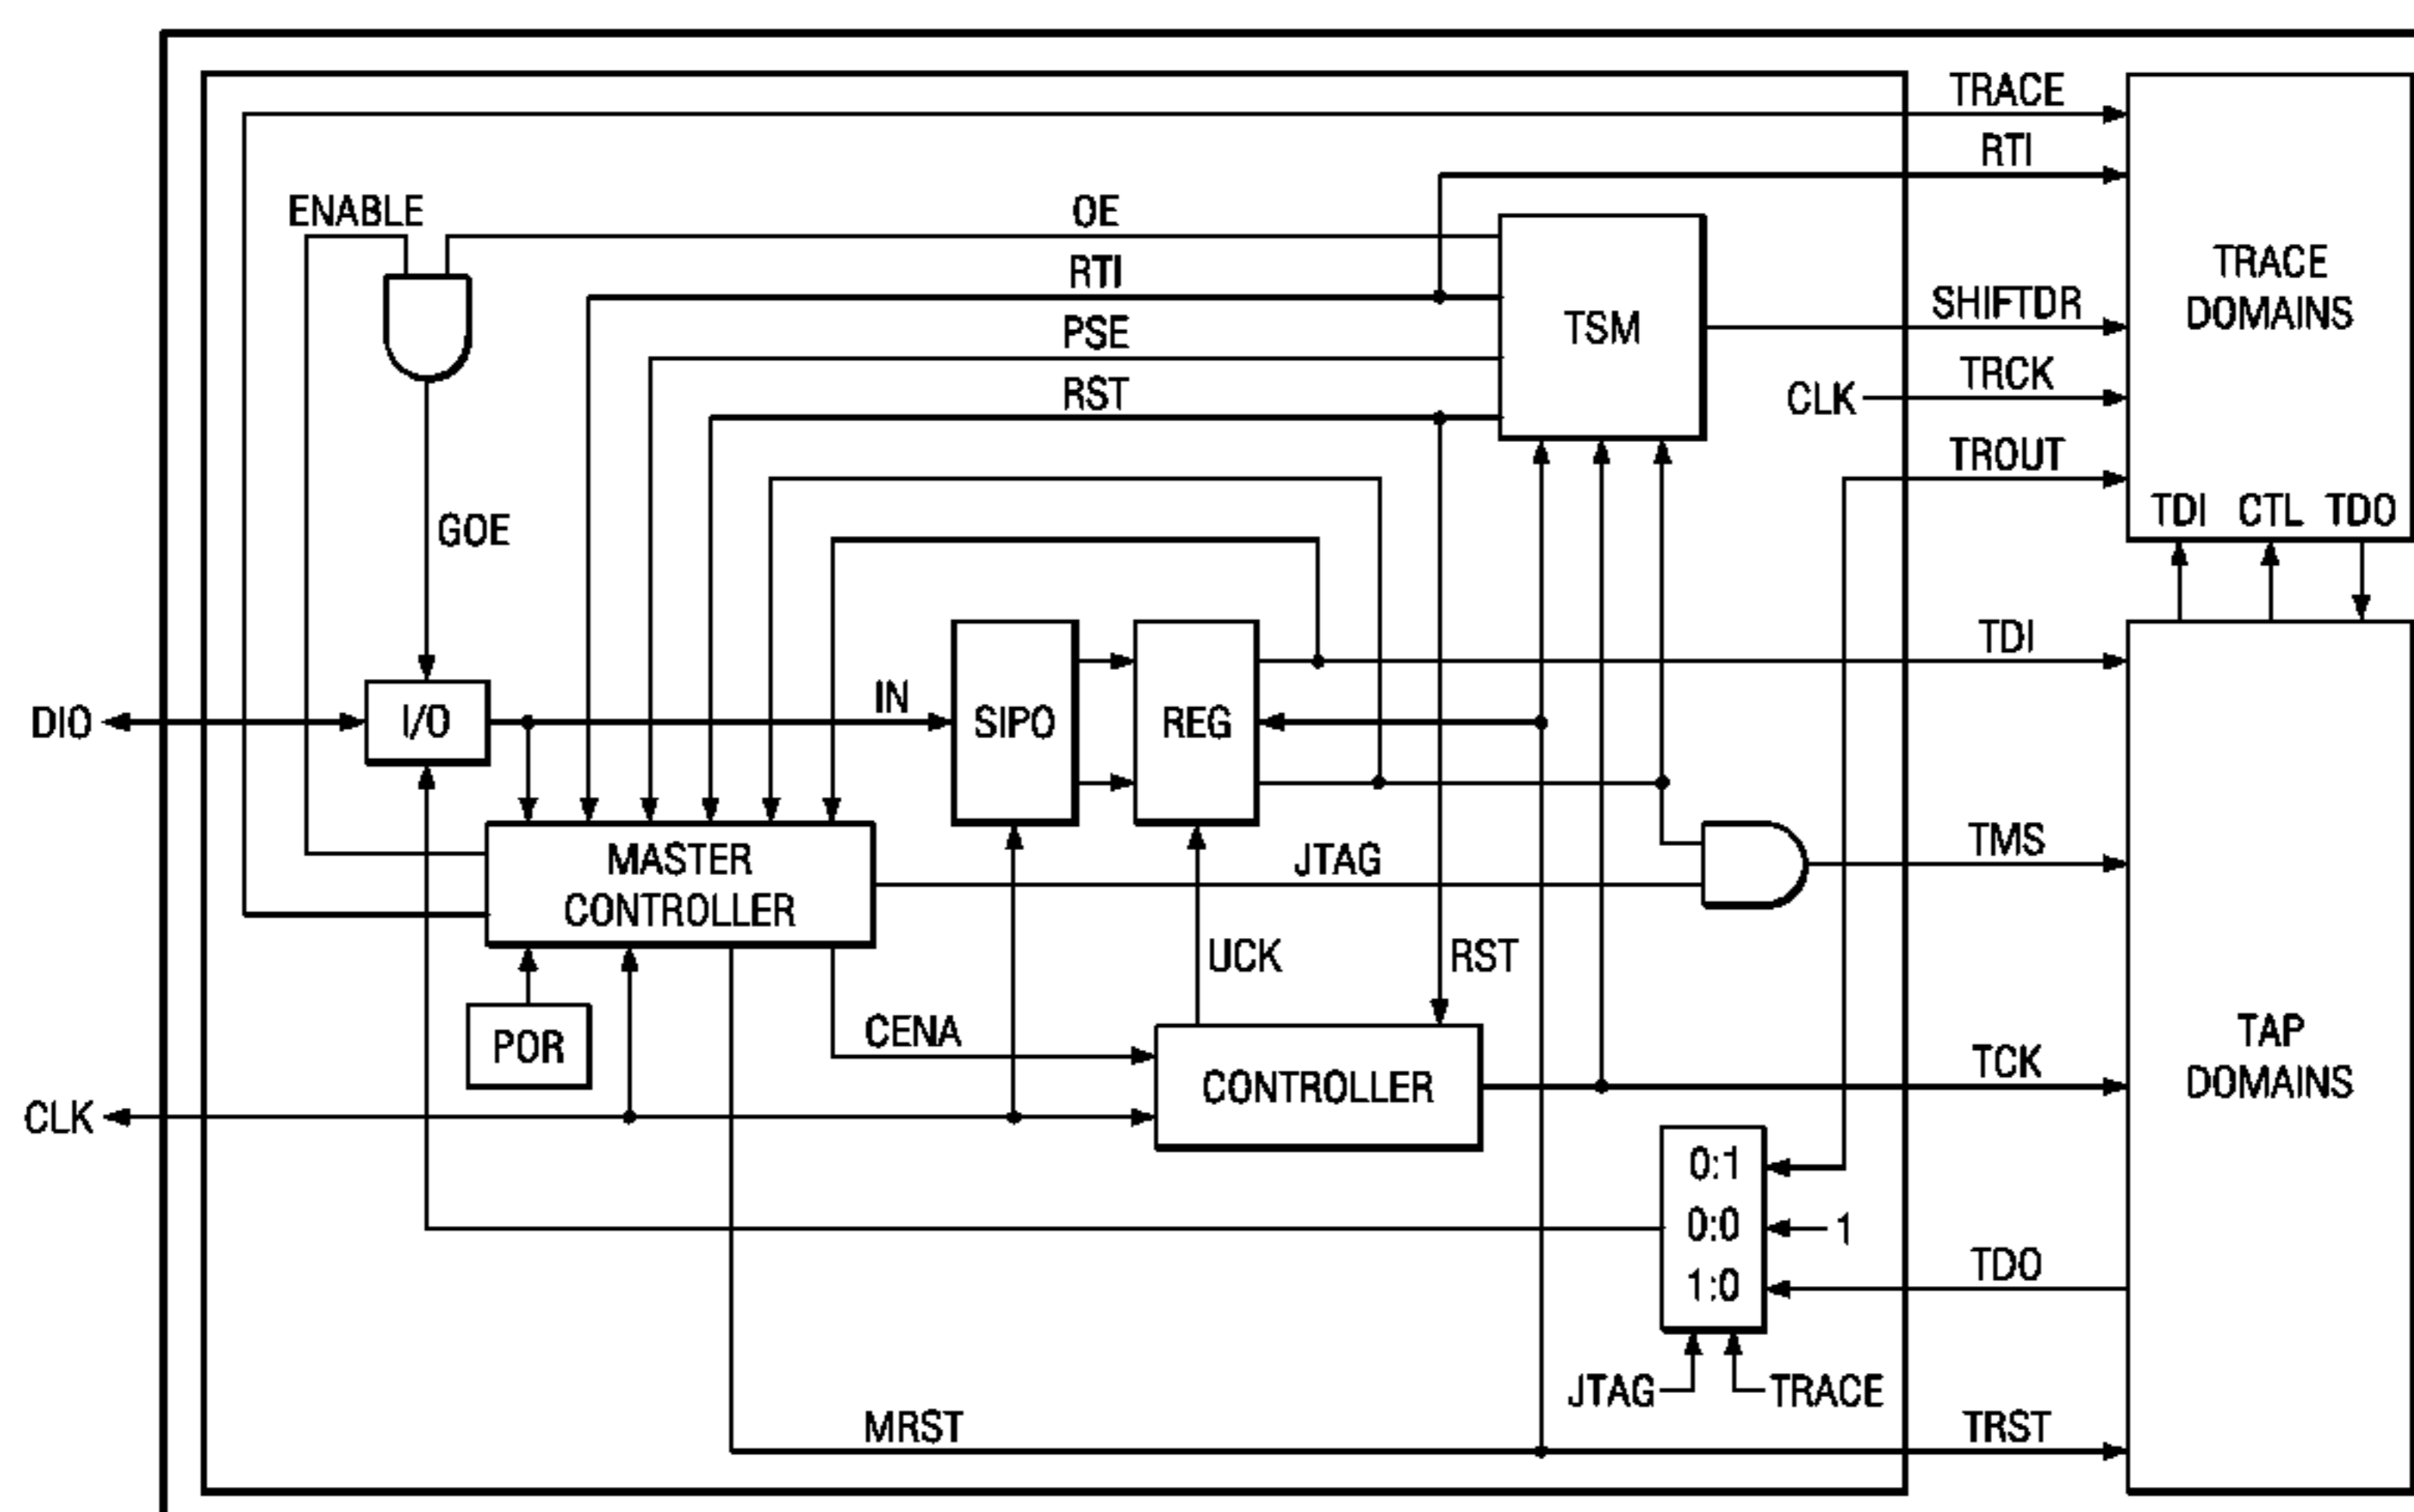 TRACE
RTI
ENABLE
OE
RTI
PSE
RST
TSM
TRACE
DOMAINS
SHIFTDR
CLK
TRCK
TROUT
TDI CTL TDO
GOE
DIO
I/O
IN
SIPO
REG
TDI
MASTER
CONTROLLER
JTAG
TMS
UCK
RST
POR
CENA
CLK
CONTROLLER
TCK
TAP
DOMAINS
0:1
0:0
1
1:0
TDO
JTAG
TRACE
MRST
TRST